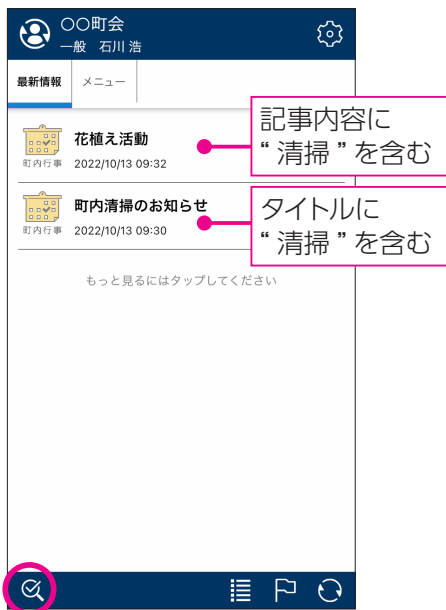 〇〇町会
一般 石川 浩
最新情報
メニュー
花植え活動
町内行事
2022/10/13 09:32
記事内容に
“ 清掃 ” を含む
町内清掃のお知らせ
町内行事
2022/10/13 09:30
タイトルに
“ 清掃 ” を含む
もっと見るにはタップしてください